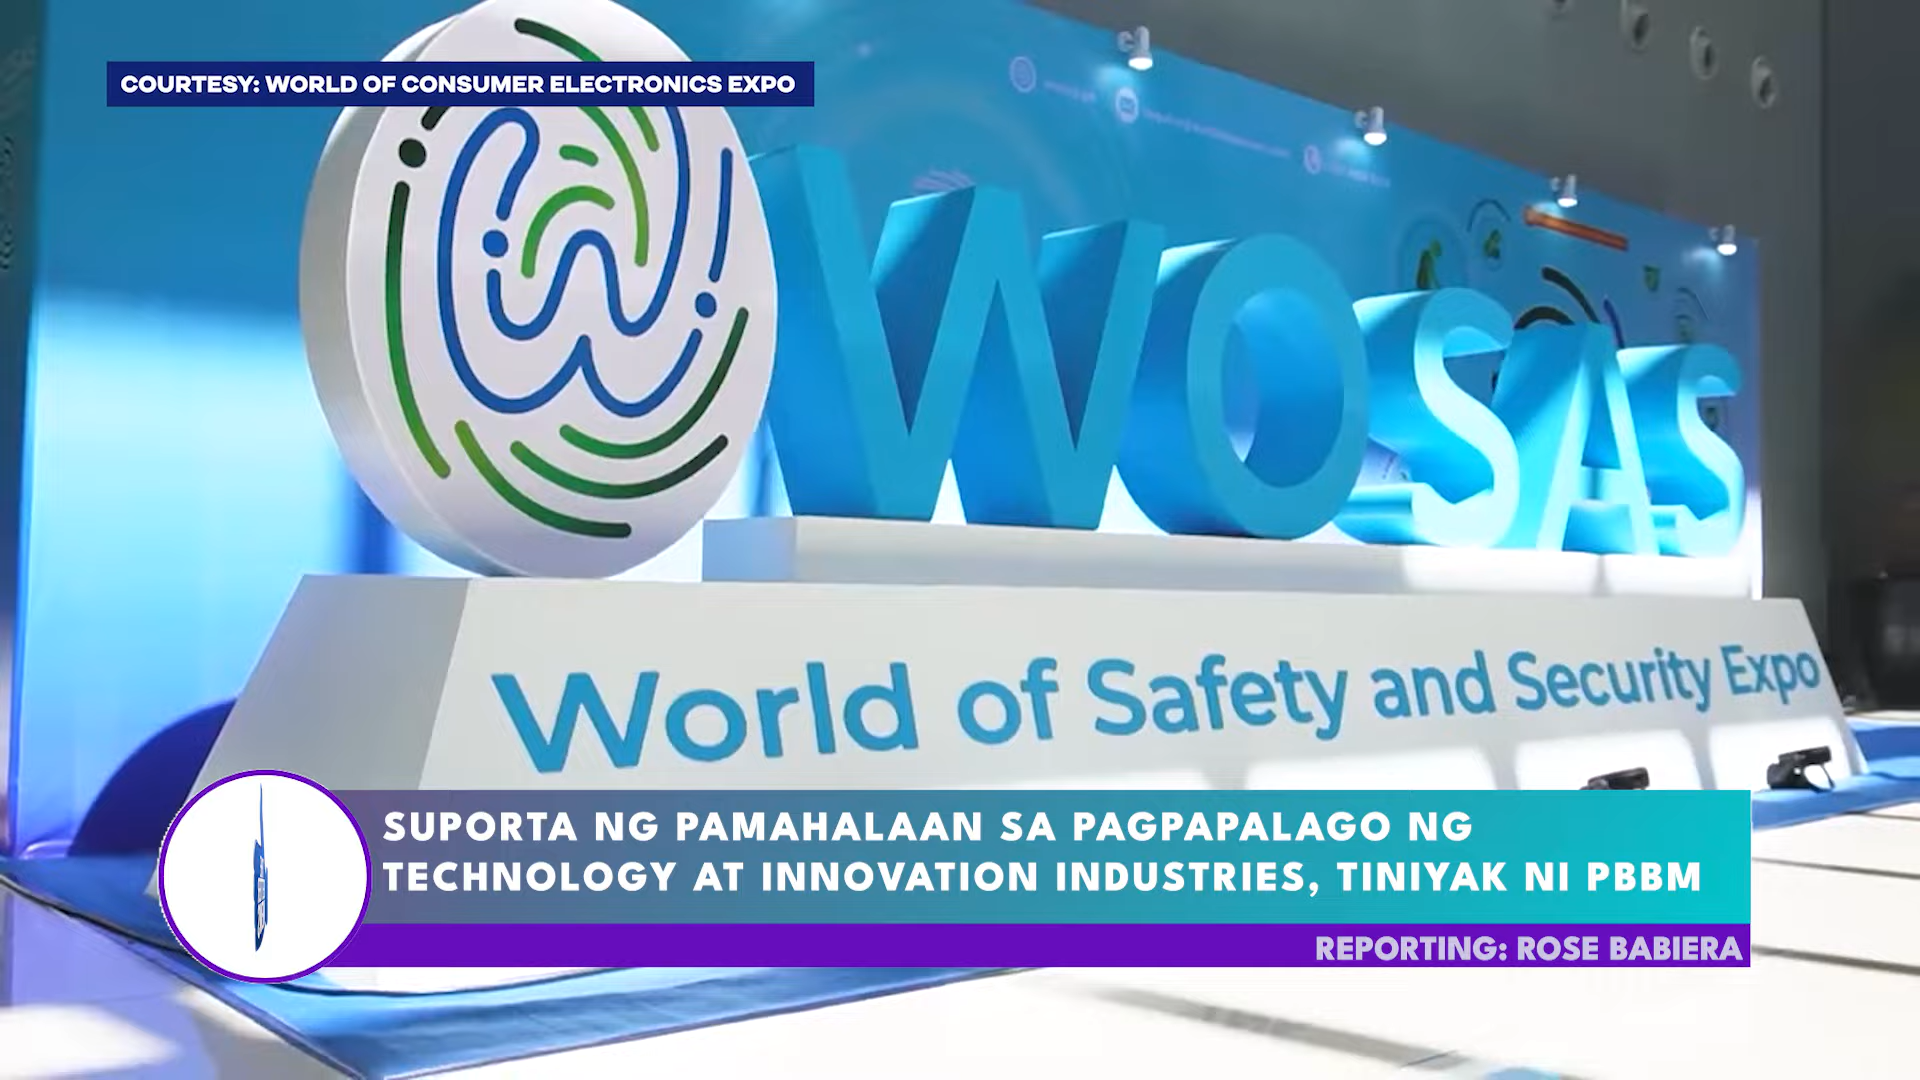 COURTESY: WORLD OF CONSUMER ELECTRONICS EXPO
WOSAS
World of Safety and Security Expo
SUPORTA NG PAMAHALAAN SA PAGPAPALAGO NG
TECHNOLOGY AT INNOVATION INDUSTRIES, TINIYAK NI PBBM
REPORTING: ROSE BABIERA